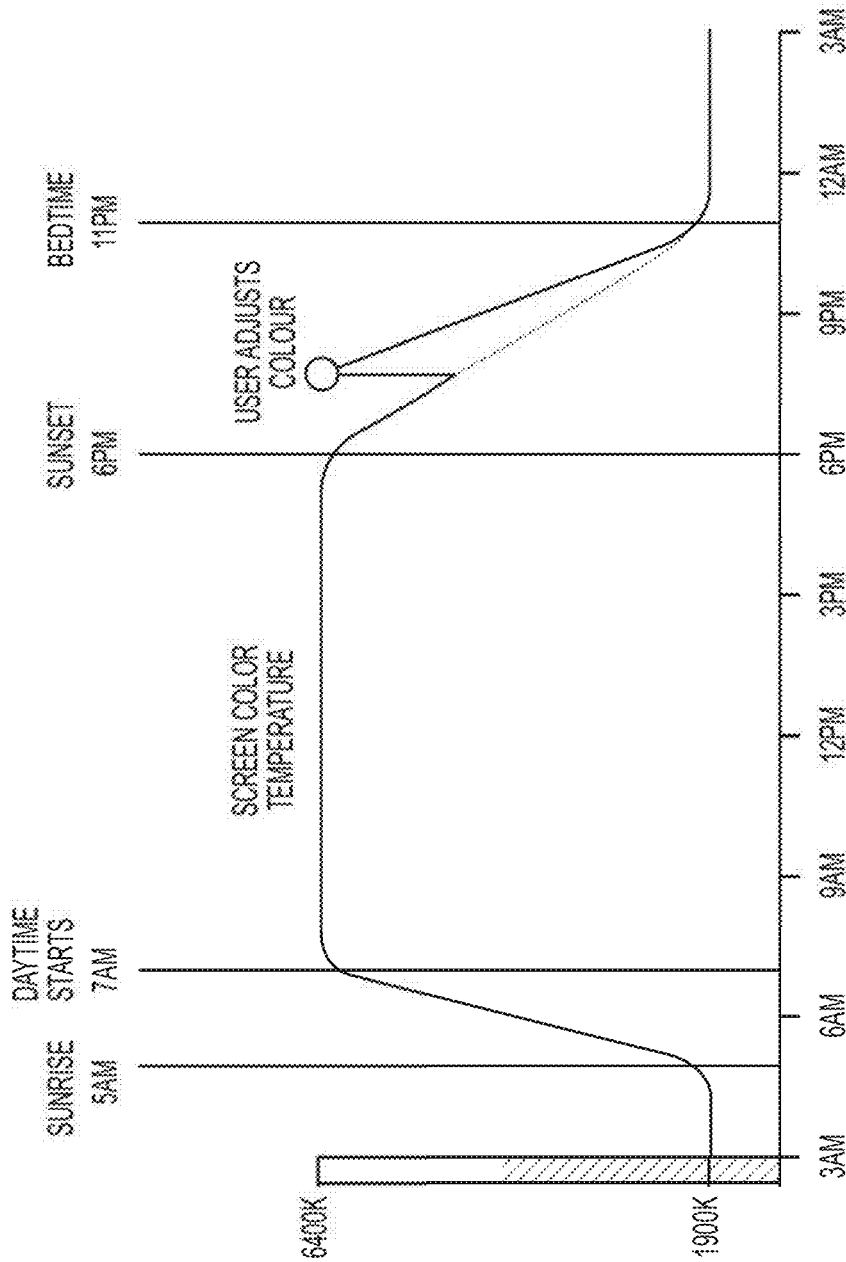 DAYTIME
STARTS
7AM
SUNRISE
5AM
SUNSET
6PM
BEDTIME
11PM
USER ADJUSTS
COLOUR
SCREEN COLOR
TEMPERATURE
6400K
1900K
3AM
6AM
9AM
12PM
3PM
6PM
9PM
12AM
3AM